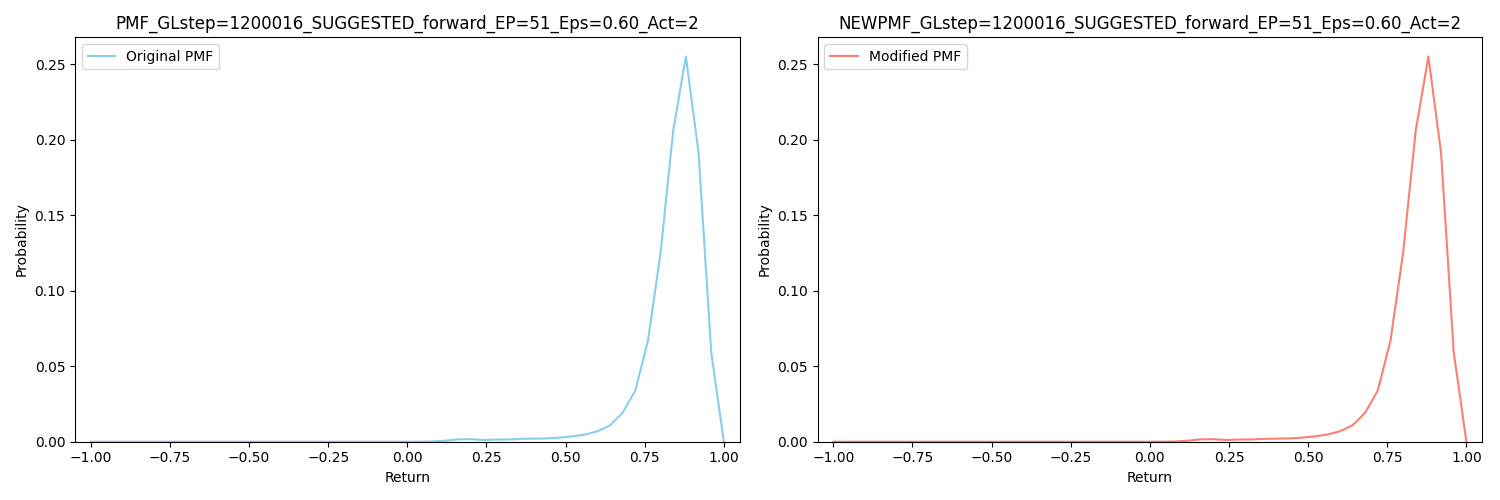 PMF_GLstep=1200016_SUGGESTED_forward_EP=51_Eps=0.60_Act=2
Original PMF
0.25
0.20
0.15
0.10
0.05
0.00
Probability
−1.00 −0.75 −0.50 −0.25 0.00 0.25 0.50 0.75 1.00
Return
NEWPMF_GLstep=1200016_SUGGESTED_forward_EP=51_Eps=0.60_Act=2
Modified PMF
0.25
0.20
0.15
0.10
0.05
0.00
Probability
−1.00 −0.75 −0.50 −0.25 0.00 0.25 0.50 0.75 1.00
Return